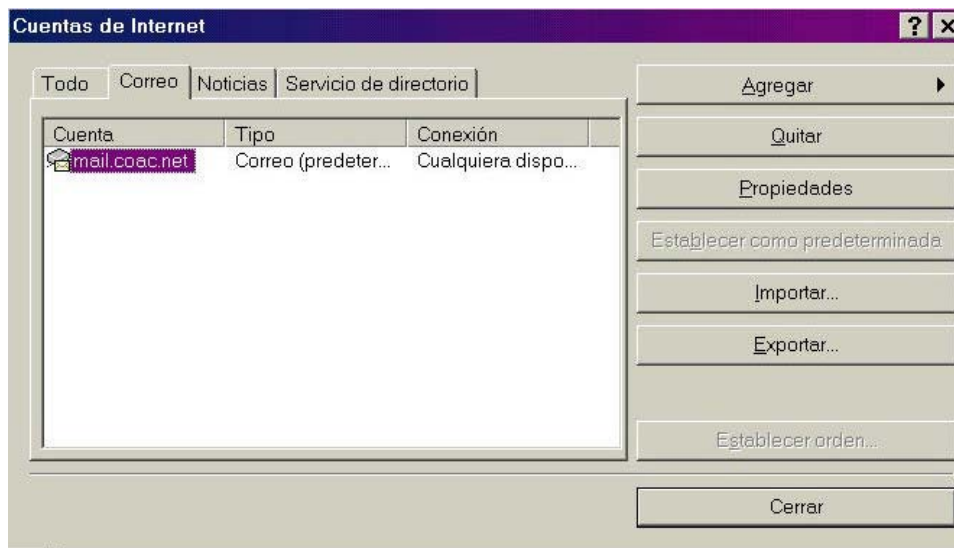 Cuentas de Internet
Todo Correo Noticias Servicio de directorio
Cuenta Tipo Conexión
mail.coac.net Correo (predeter... Cualquiera dispo...
Agregar
Quitar
Propiedades
Establecer como predeterminada
Importar...
Exportar...
Establecer orden...
Cerrar